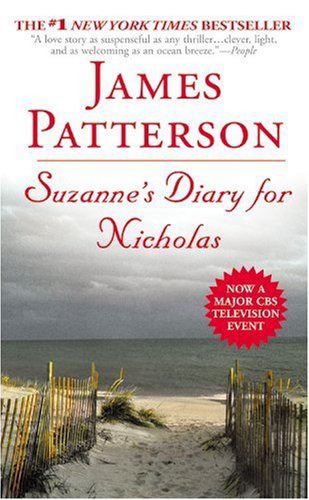 THE #1 NEW YORK TIMES BESTSELLER
"A love story as suspenseful as any thriller...clever, light,
and as welcoming as an ocean breeze."—People
JAMES
PATTERSON
Suzanne's Diary for
Nicholas
NOW A
MAJOR CBS
TELEVISION
EVENT